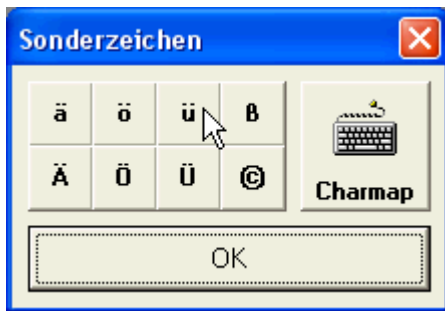 Sonderzeichen
ä ö ü ß
Ä Ö Ü ©
Charmap
OK